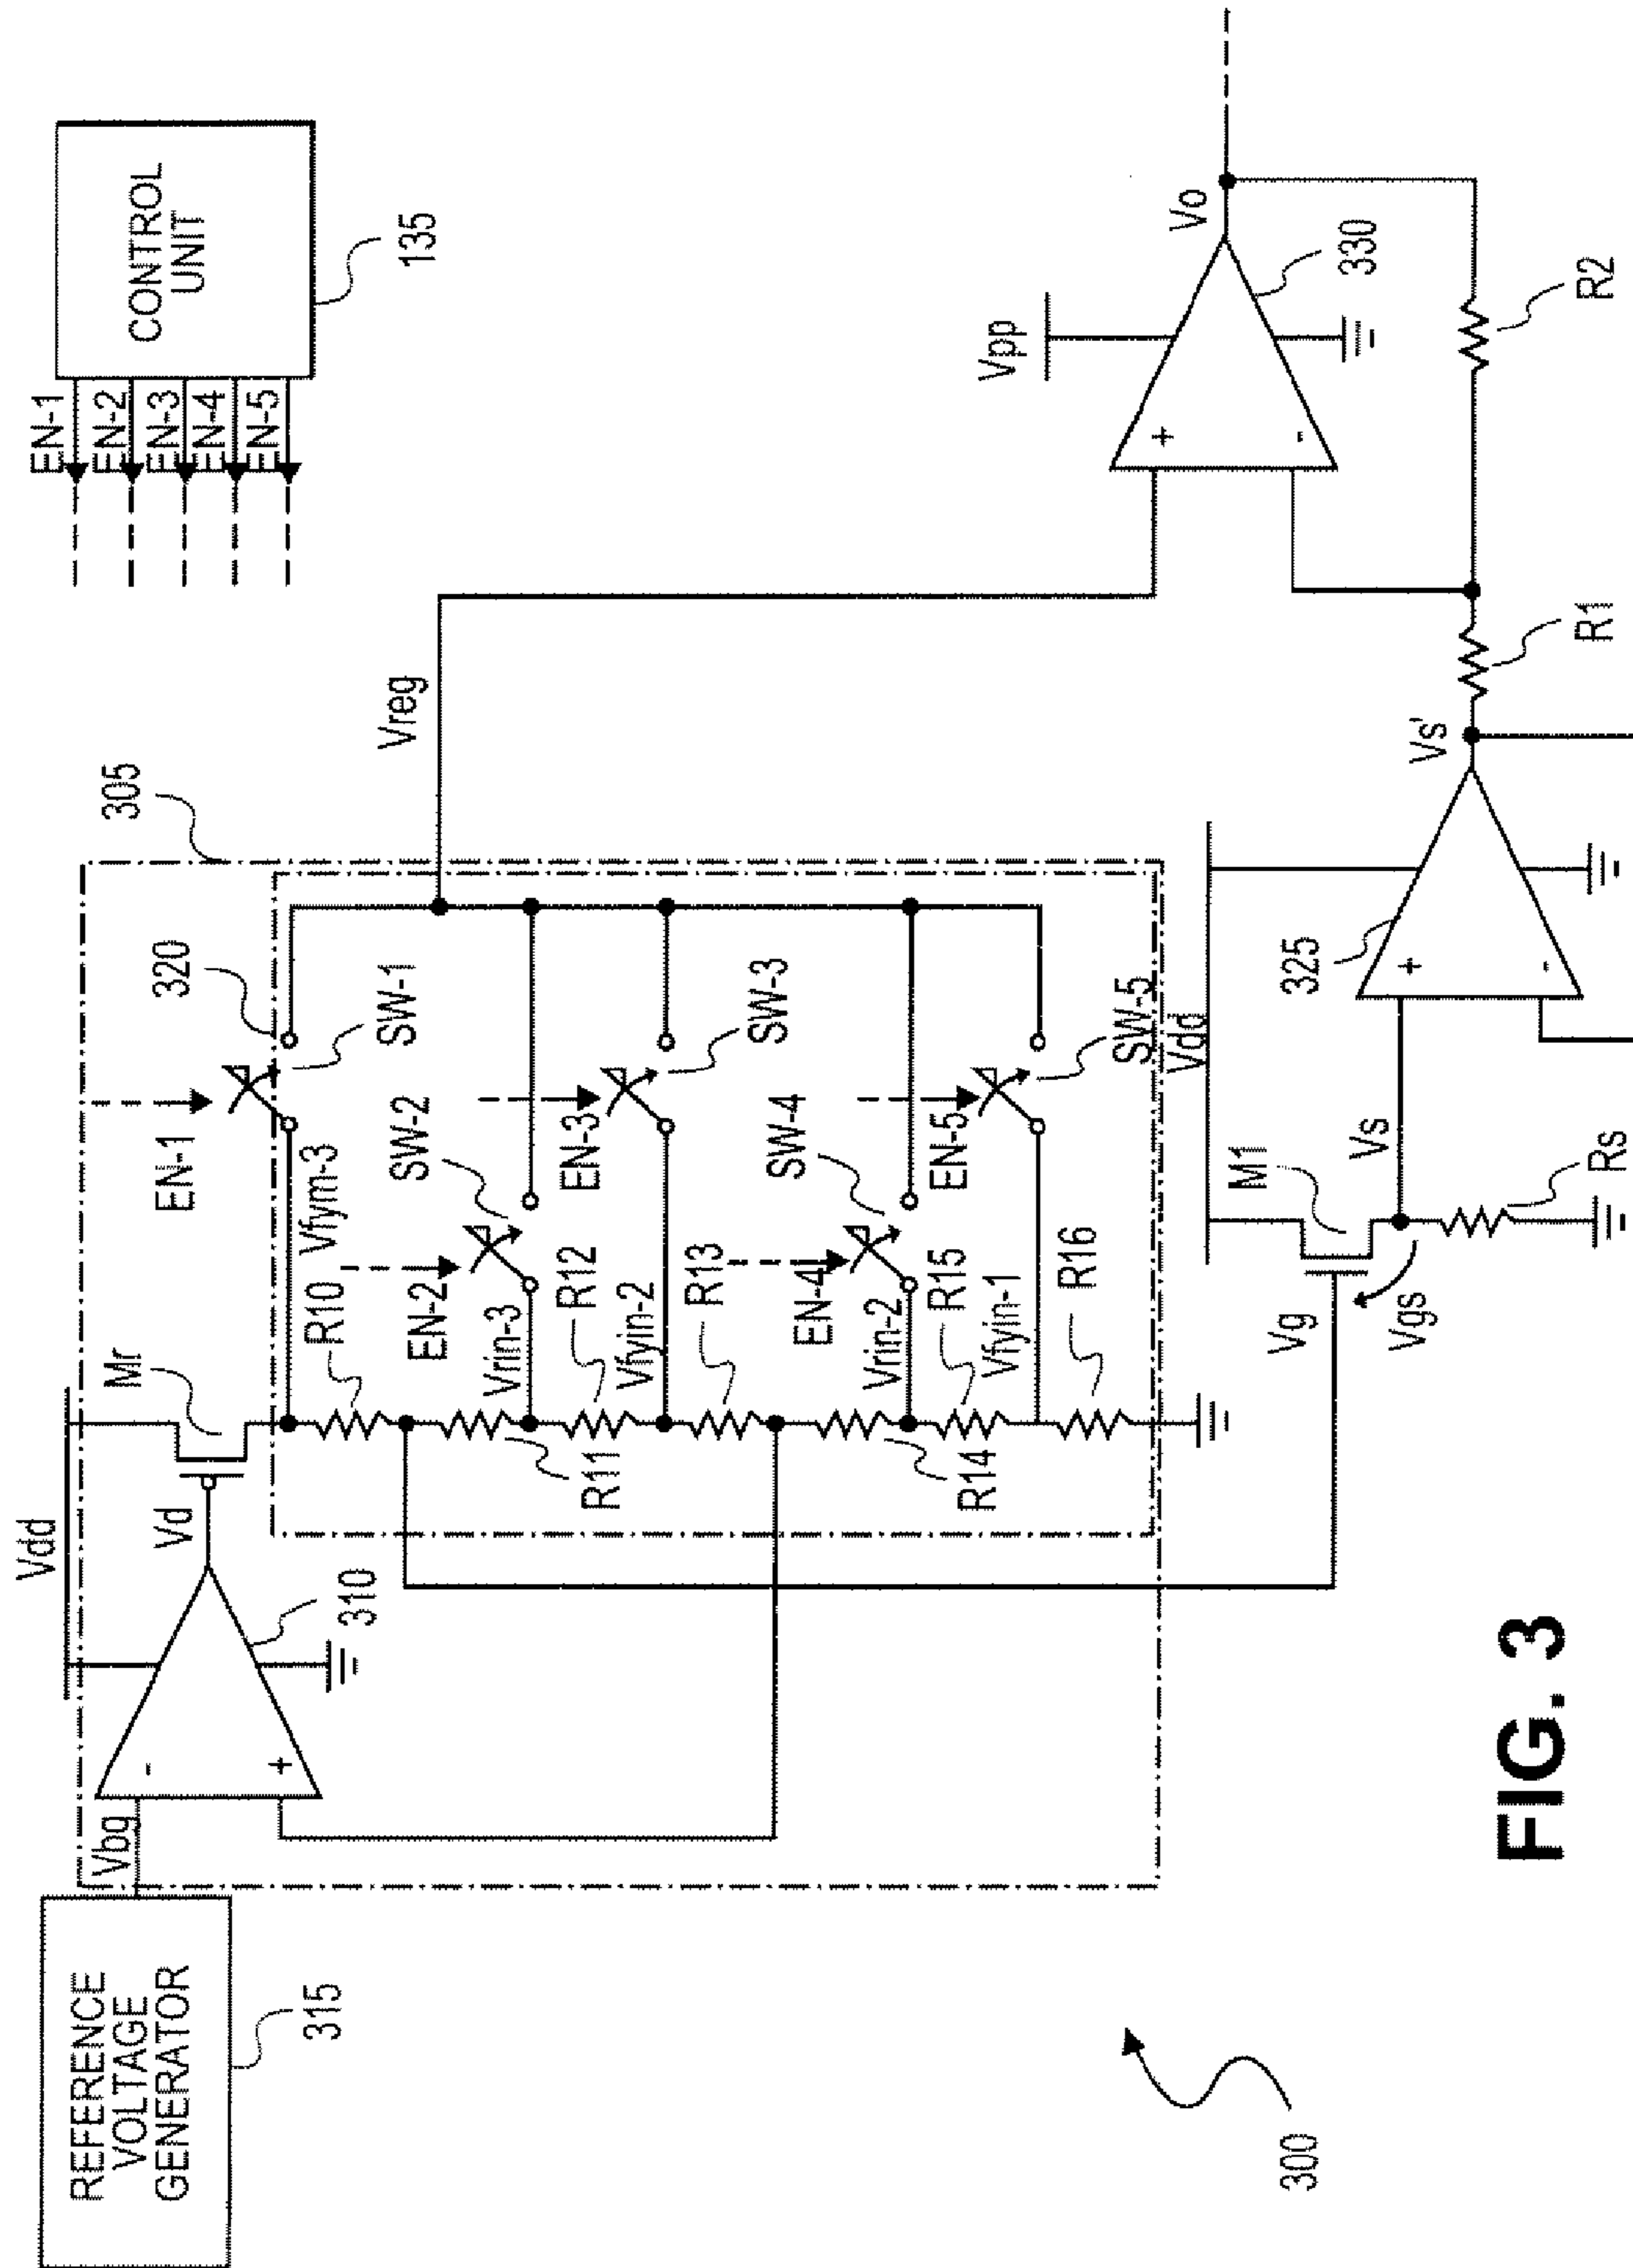 REFERENCE
VOLTAGE
GENERATOR
315
Vbg
-
+
310
Vdd
Vd
Mr
305
EN-1
320
SW-1
Vfym-3
R10
EN-2
SW-2
Vrin-3
R11
R12
EN-3
SW-3
Vfyin-2
R13
EN-4
SW-4
Vrin-2
R14
R15
EN-5
SW-5
Vfyin-1
R16
Vreg
CONTROL
UNIT
135
EN-1
EN-2
EN-3
EN-4
EN-5
Vpp
+
-
Vo
330
R2
R1
Vs'
Vdd
325
+
-
Vs
M1
Vg
Vgs
Rs
300
FIG. 3